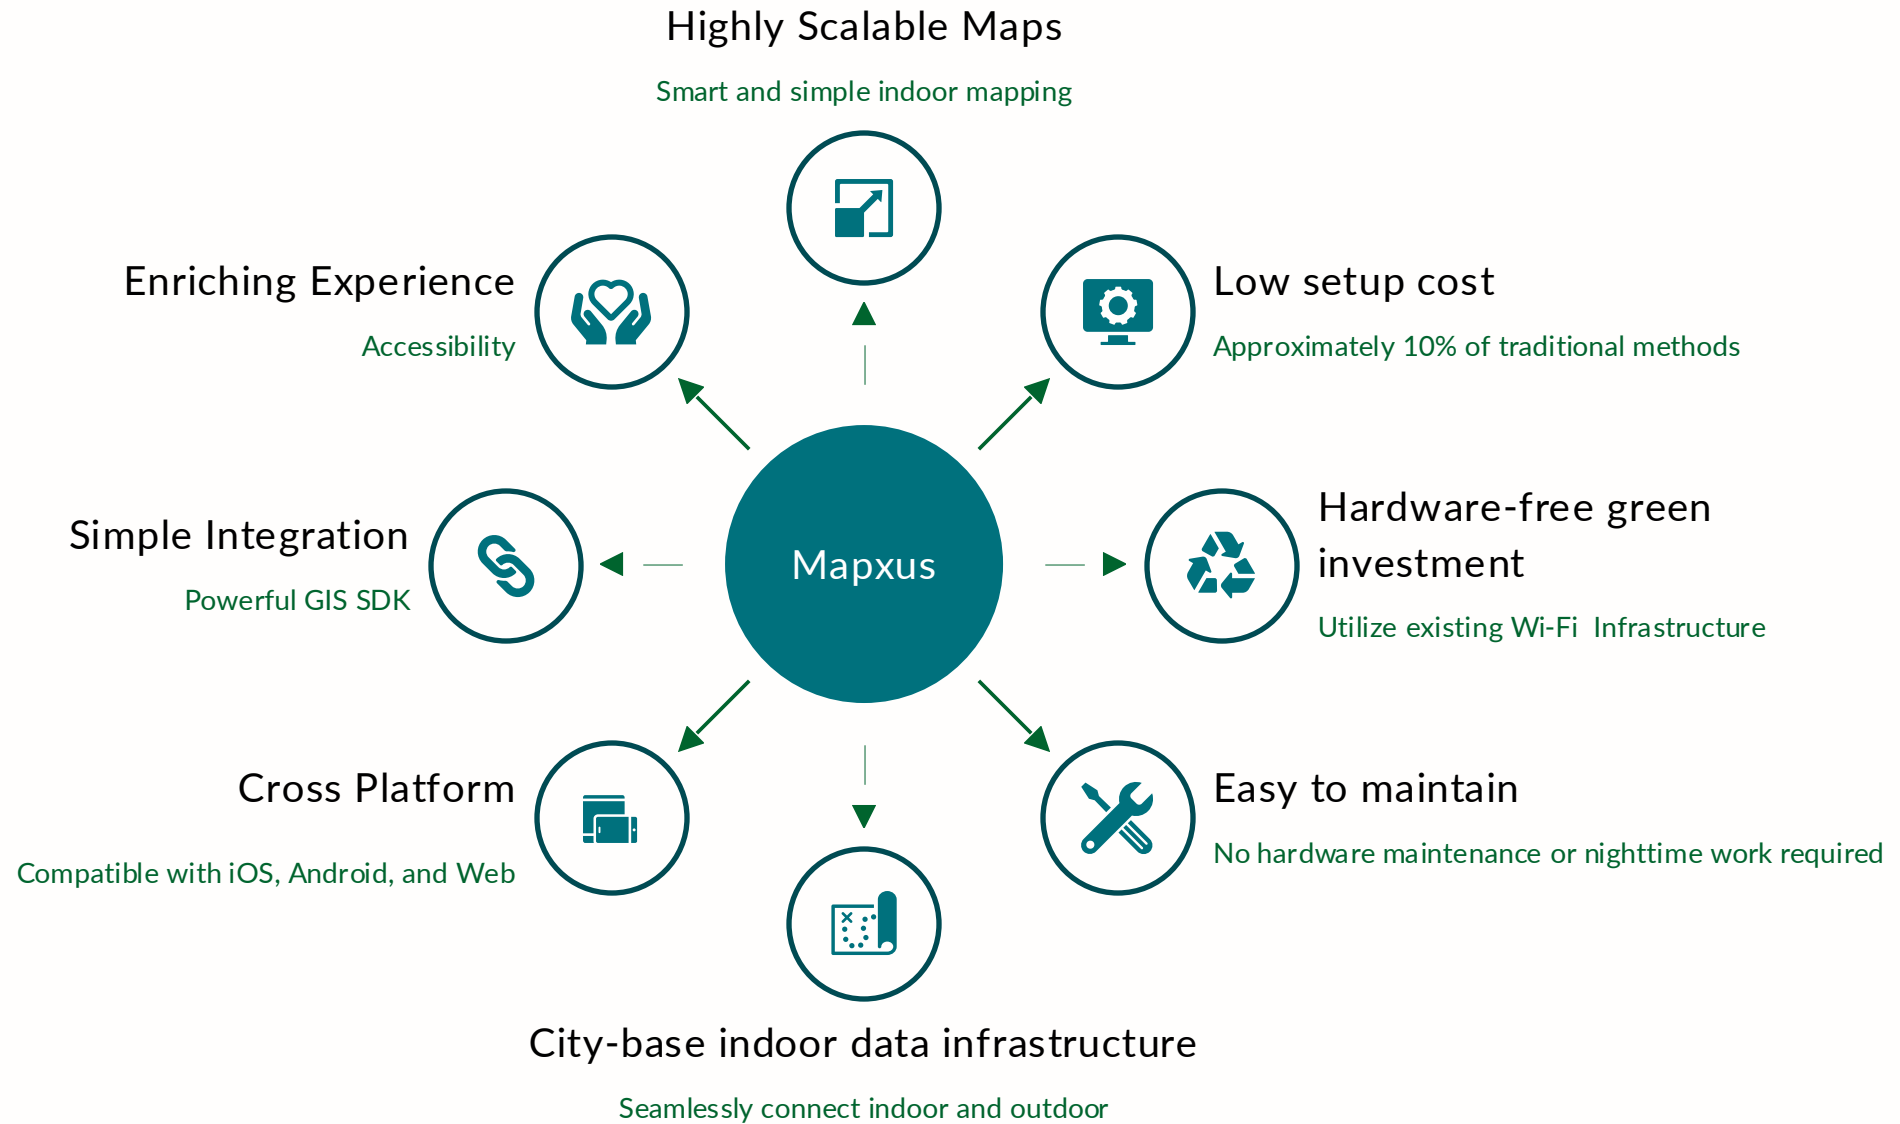 Highly Scalable Maps
Smart and simple indoor mapping
Enriching Experience
Accessibility
Low setup cost
Approximately 10% of traditional methods
Simple Integration
Powerful GIS SDK
Mapxus
Hardware-free green
investment
Utilize existing Wi-Fi  Infrastructure
Cross Platform
Compatible with iOS, Android, and Web
Easy to maintain
No hardware maintenance or nighttime work required
City-base indoor data infrastructure
Seamlessly connect indoor and outdoor